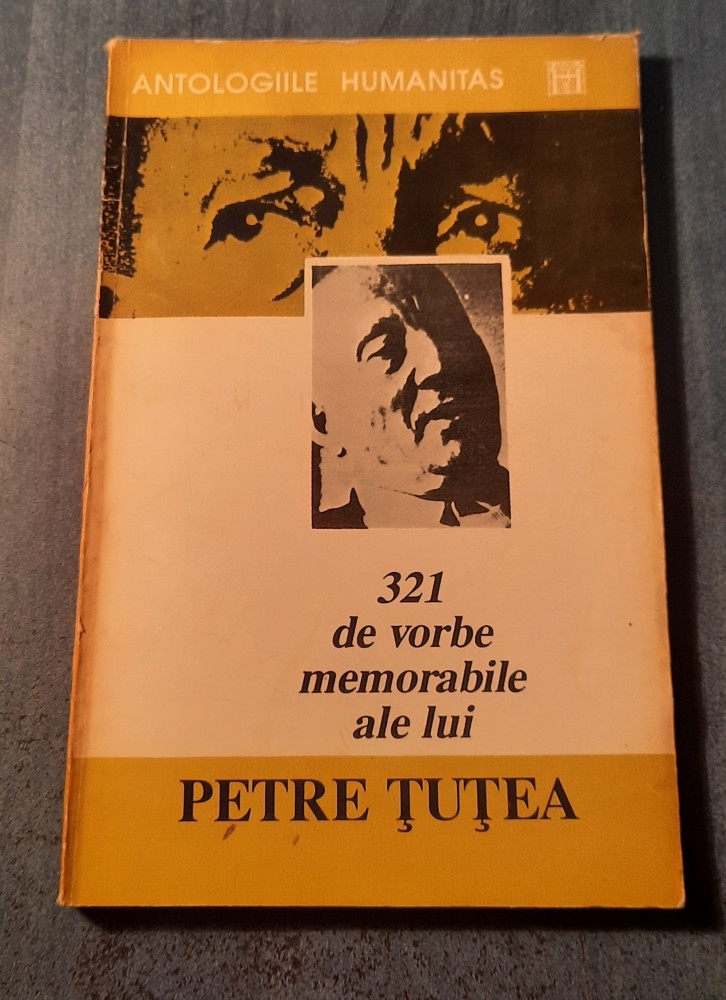 ANTOLOGIILE HUMANITAS
321
de vorbe
memorabile
ale lui
PETRE ŢUŢEA